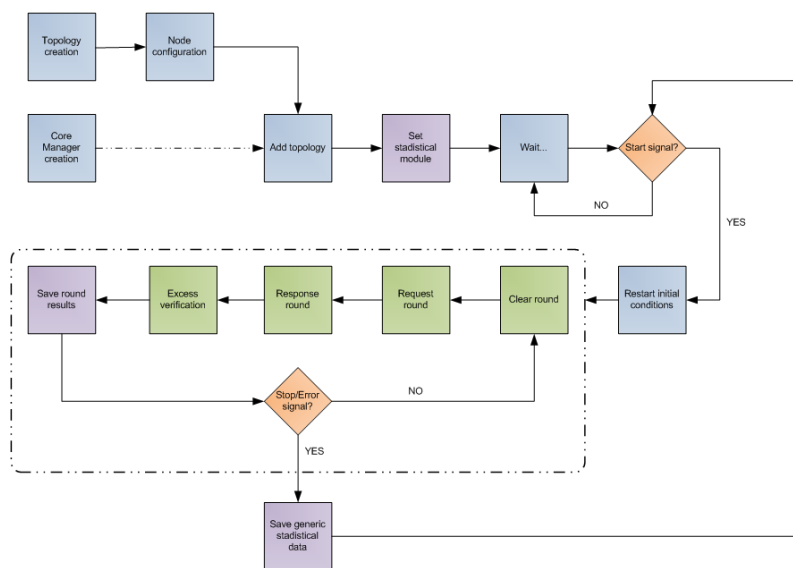 Topology
creation
Node
configuration
Core
Manager
creation
Add topology
Set
stadistical
module
Wait...
Start signal?
NO
YES
Save round
results
Excess
verification
Response
round
Request
round
Clear round
Restart initial
conditions
Stop/Error
signal?
NO
YES
Save generic
stadistical
data